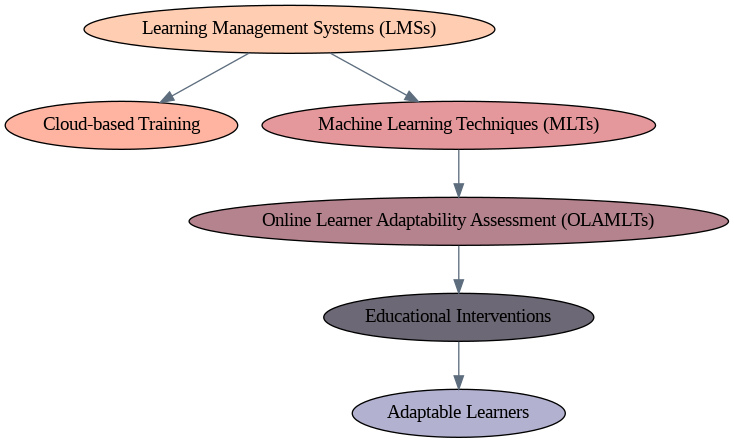 Learning Management Systems (LMSs)
Cloud-based Training
Machine Learning Techniques (MLTs)
Online Learner Adaptability Assessment (OLAMLTs)
Educational Interventions
Adaptable Learners